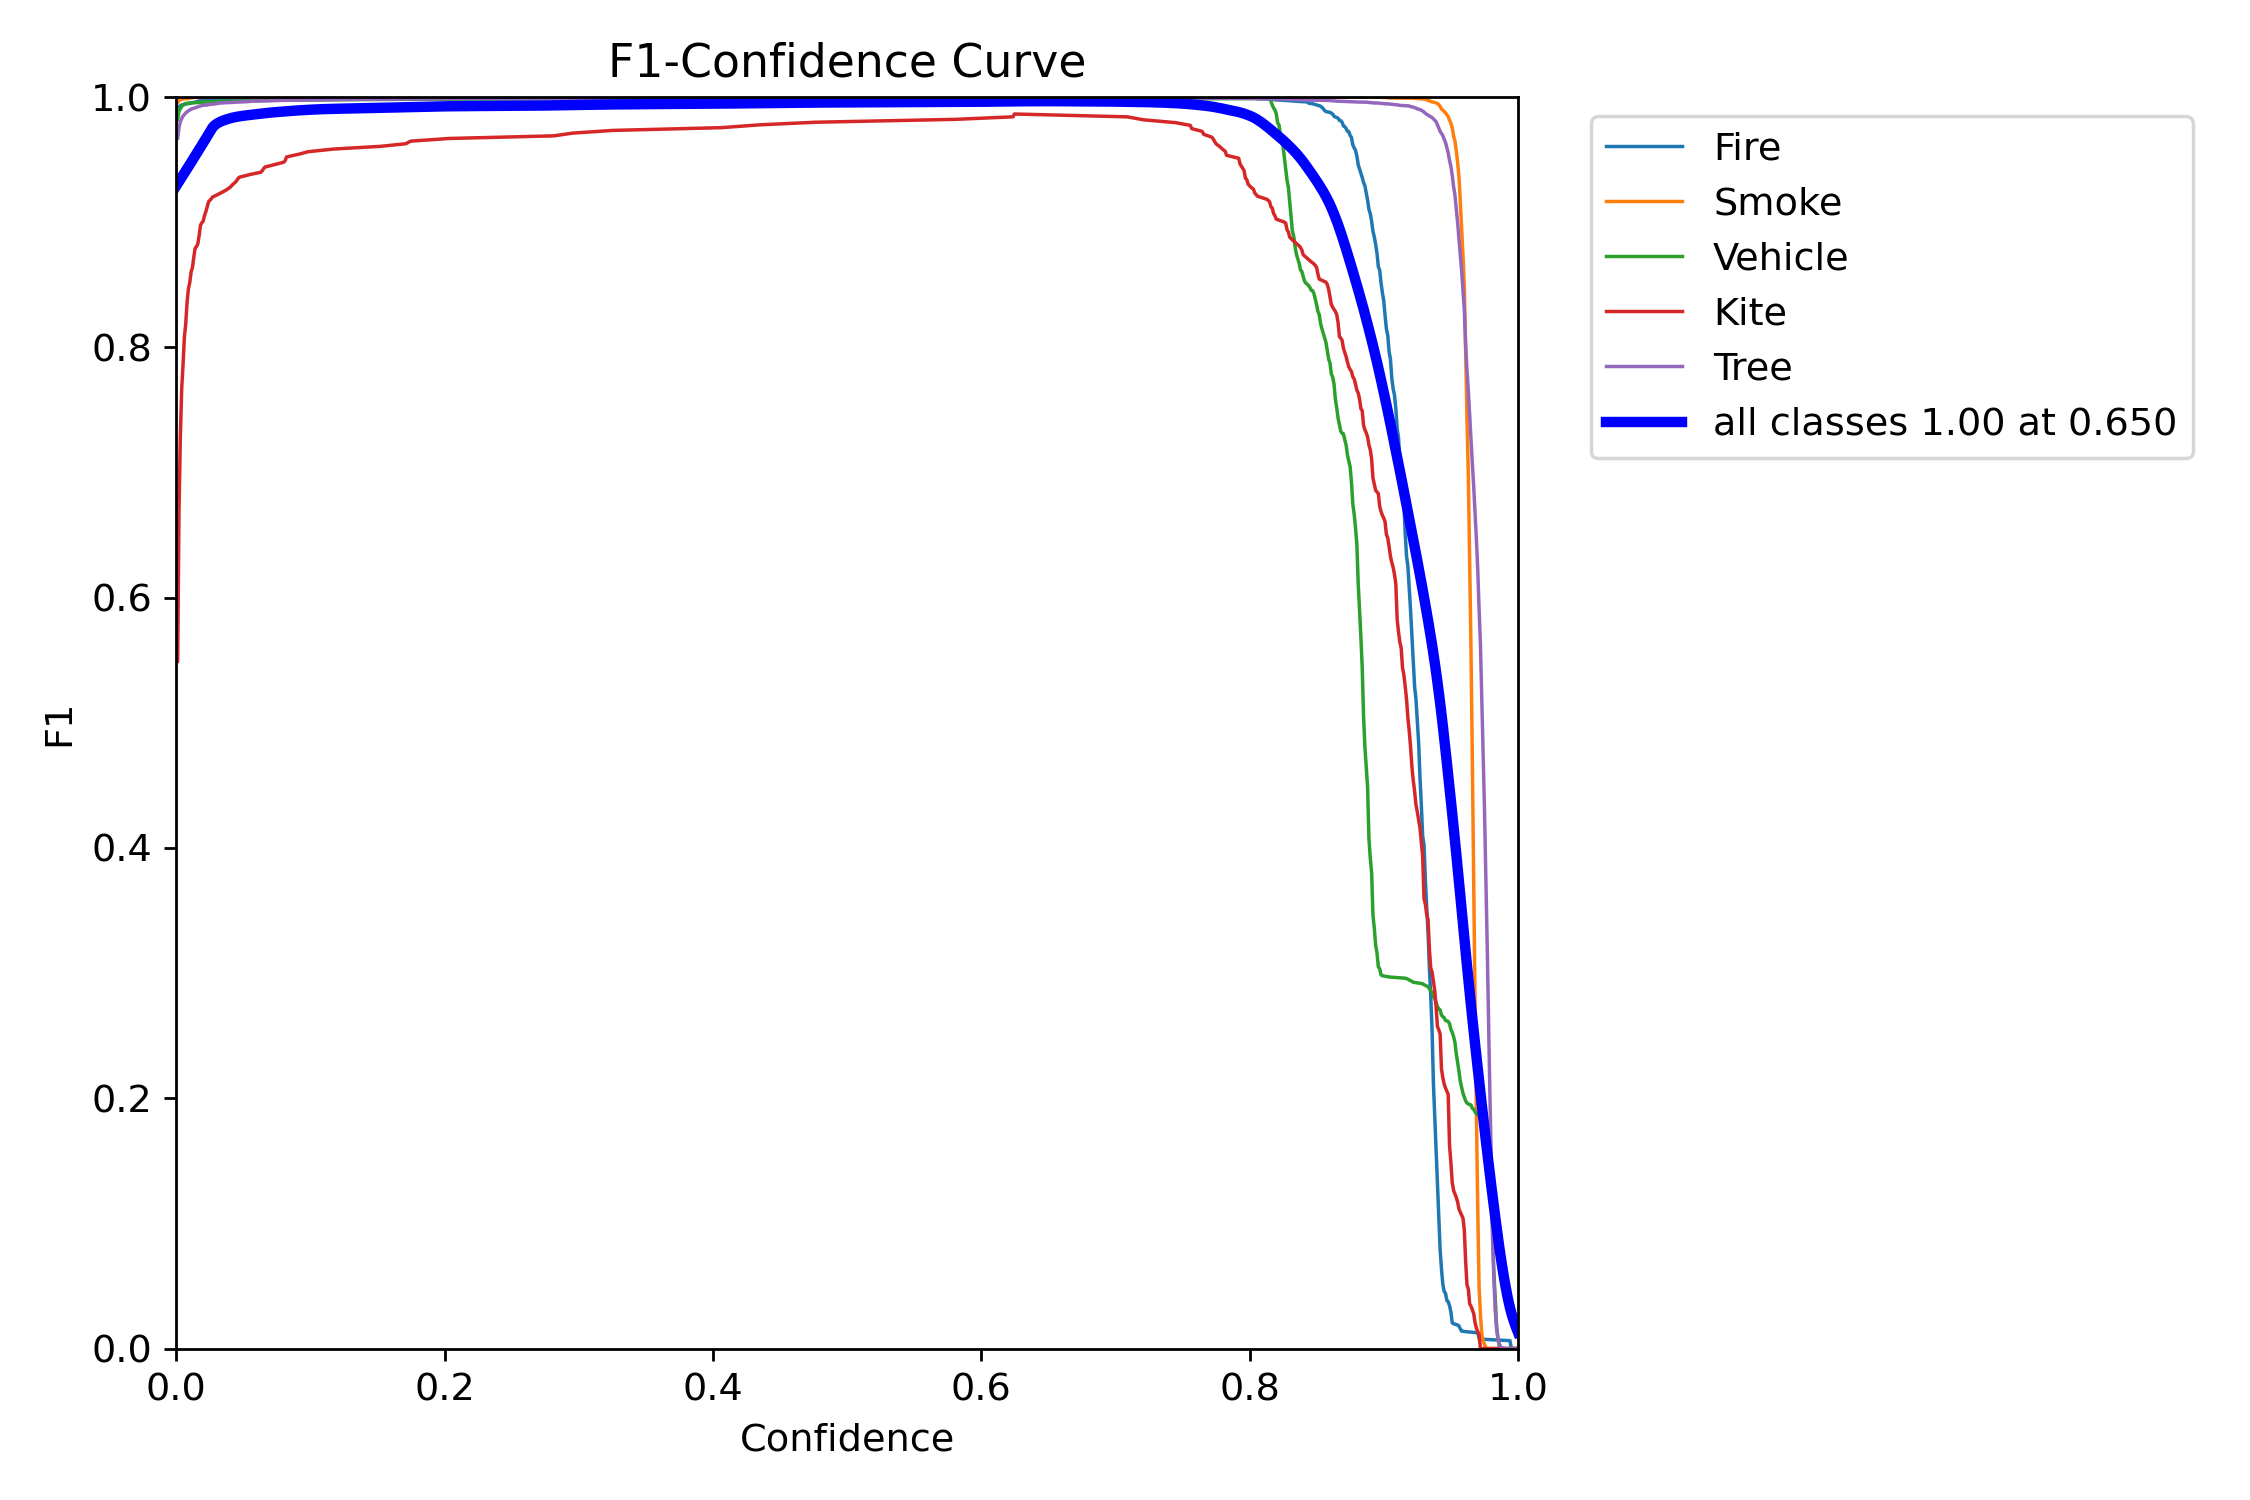 F1-Confidence Curve
1.0
0.8
0.6
0.4
0.2
0.0
F1
0.0 0.2 0.4 0.6 0.8 1.0
Confidence
Fire
Smoke
Vehicle
Kite
Tree
all classes 1.00 at 0.650